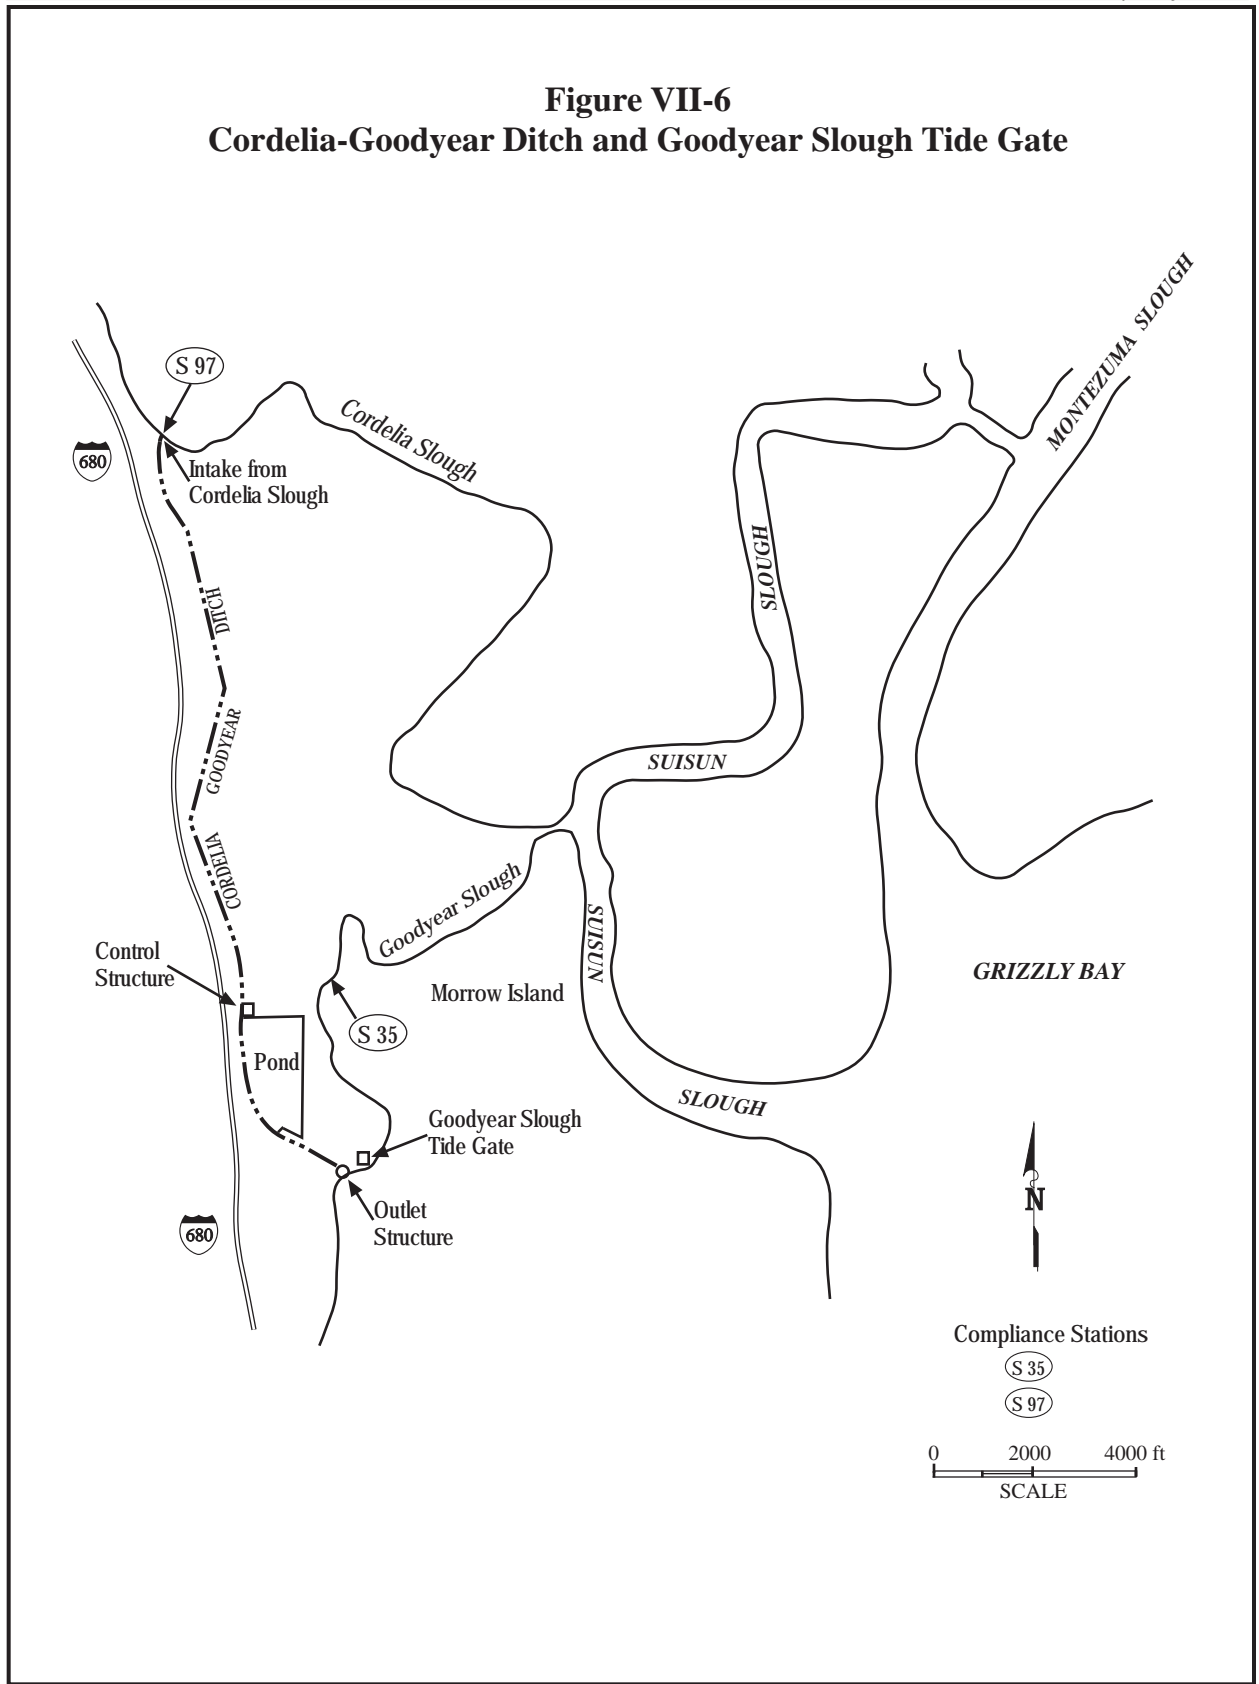 Figure VII-6
Cordelia-Goodyear Ditch and Goodyear Slough Tide Gate
MONTEZUMA SLOUGH
S 97
Cordelia Slough
680
Intake from
Cordelia Slough
SLOUGH
DITCH
GOODYEAR
SUISUN
CORDELIA
Goodyear Slough
SUISUN
Control
Structure
GRIZZLY BAY
Morrow Island
S 35
Pond
SLOUGH
Goodyear Slough
Tide Gate
N
Outlet
Structure
680
Compliance Stations
S 35
S 97
0 2000 4000 ft
SCALE